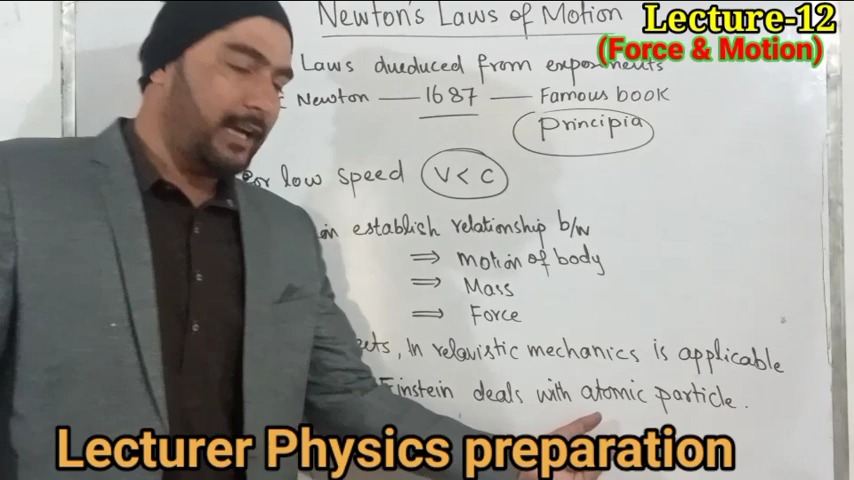 Newton's Laws of Motion
Lecture-12
(Force & Motion)
Laws dueduced from experiments
Newton — 1687 — Famous book
Principia
For low speed V < C
in establish relationship b/w
⇒ motion of body
⇒ Mass
⇒ Force
In relavistic mechanics is applicable
Einstein deals with atomic particle.
Lecturer Physics preparation